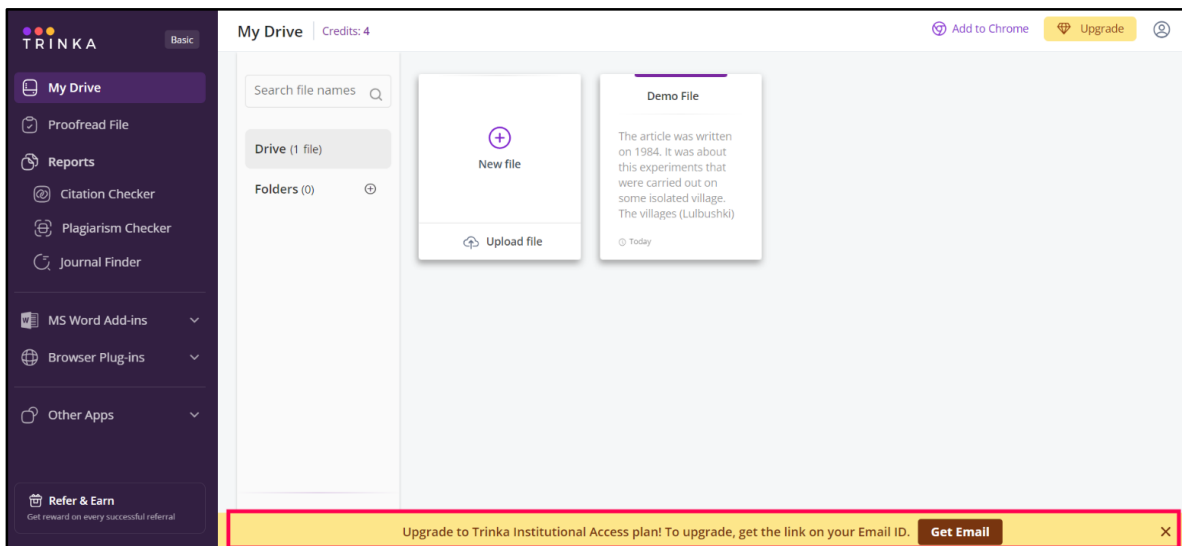 TRINKA
Basic
My Drive
Proofread File
Reports
Citation Checker
Plagiarism Checker
Journal Finder
MS Word Add-ins
Browser Plug-ins
Other Apps
Refer & Earn
Get reward on every successful referral
My Drive
Credits: 4
Add to Chrome
Upgrade
Search file names
Drive (1 file)
Folders (0)
New file
Upload file
Demo File
The article was written
on 1984. It was about
this experiments that
were carried out on
some isolated village.
The villages (Lulbushki)
Today
Upgrade to Trinka Institutional Access plan! To upgrade, get the link on your Email ID.
Get Email